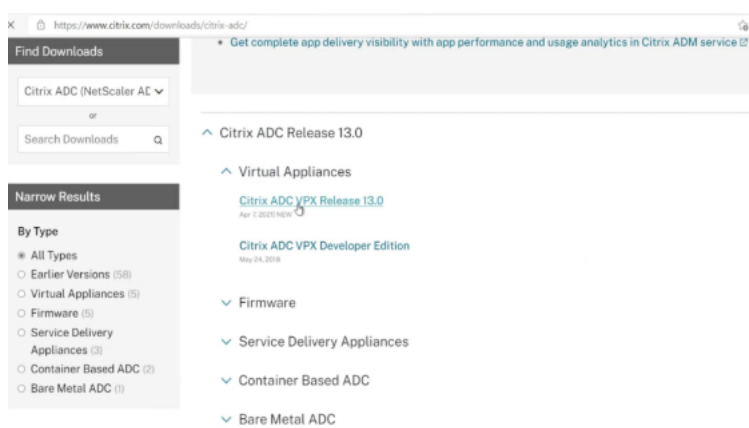 https://www.citrix.com/downloads/citrix-adc/
Find Downloads
Citrix ADC (NetScaler AD
or
Search Downloads
Narrow Results
By Type
All Types
Earlier Versions (58)
Virtual Appliances (5)
Firmware (5)
Service Delivery
Appliances (3)
Container Based ADC (2)
Bare Metal ADC (1)
Get complete app delivery visibility with app performance and usage analytics in Citrix ADM service
Citrix ADC Release 13.0
Virtual Appliances
Citrix ADC VPX Release 13.0
Apr 7, 2021 NEW
Citrix ADC VPX Developer Edition
May 24, 2018
Firmware
Service Delivery Appliances
Container Based ADC
Bare Metal ADC